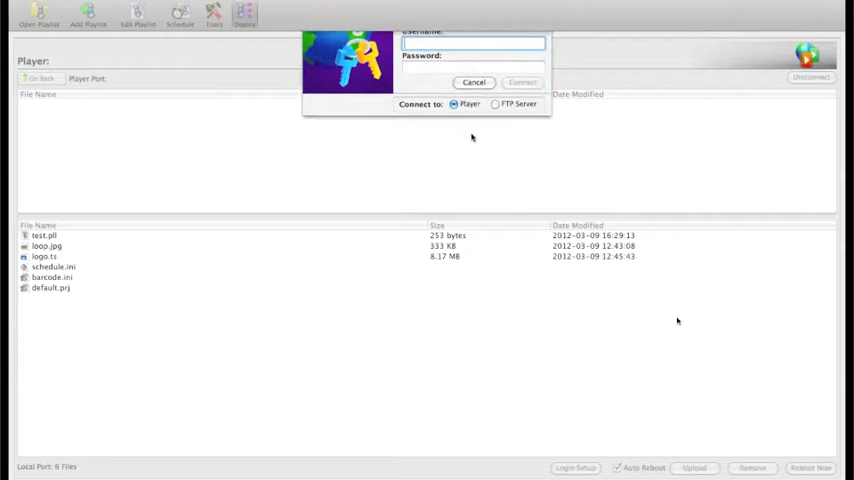 Open Playlist Add Playlist Edit Playlist Schedule Tools Deploy
Username:
Player:
Password:
Go Back Player Port: Disconnect
Cancel Connect
File Name Date Modified
Connect to: Player FTP Server
File Name Size Date Modified
test.pll 253 bytes 2012-03-09 16:29:13
loop.jpg 333 KB 2012-03-09 12:43:08
logo.ts 8.17 MB 2012-03-09 12:45:43
schedule.ini
barcode.ini
default.prj
Local Port: 6 Files Login Setup Auto Reboot Upload Remove Reboot Now